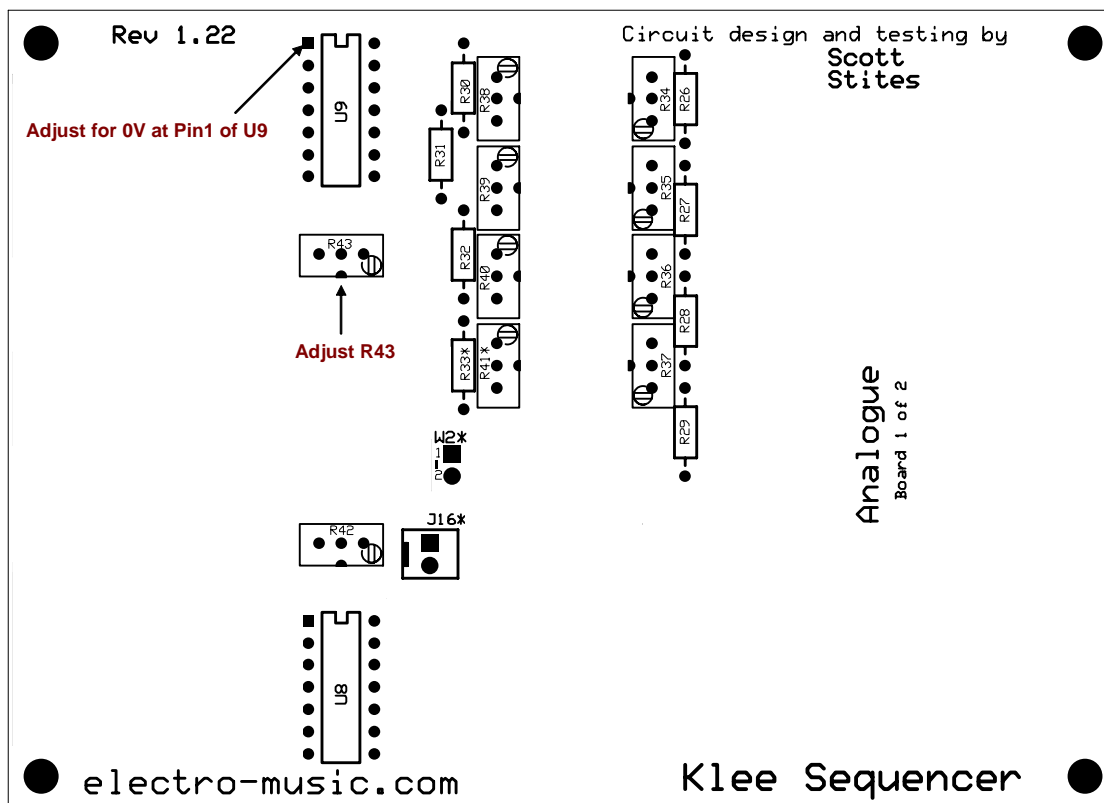 Rev 1.22
Circuit design and testing by
Scott
Stites
Adjust for 0V at Pin1 of U9
U9
R30
R38
R34
R26
R31
R39
R35
R27
R43
R32
R40
R36
R28
Adjust R43
R33*
R41*
R37
R29
Analogue
Board 1 of 2
W2*
1
2
J16*
R42
U8
electro-music.com
Klee Sequencer